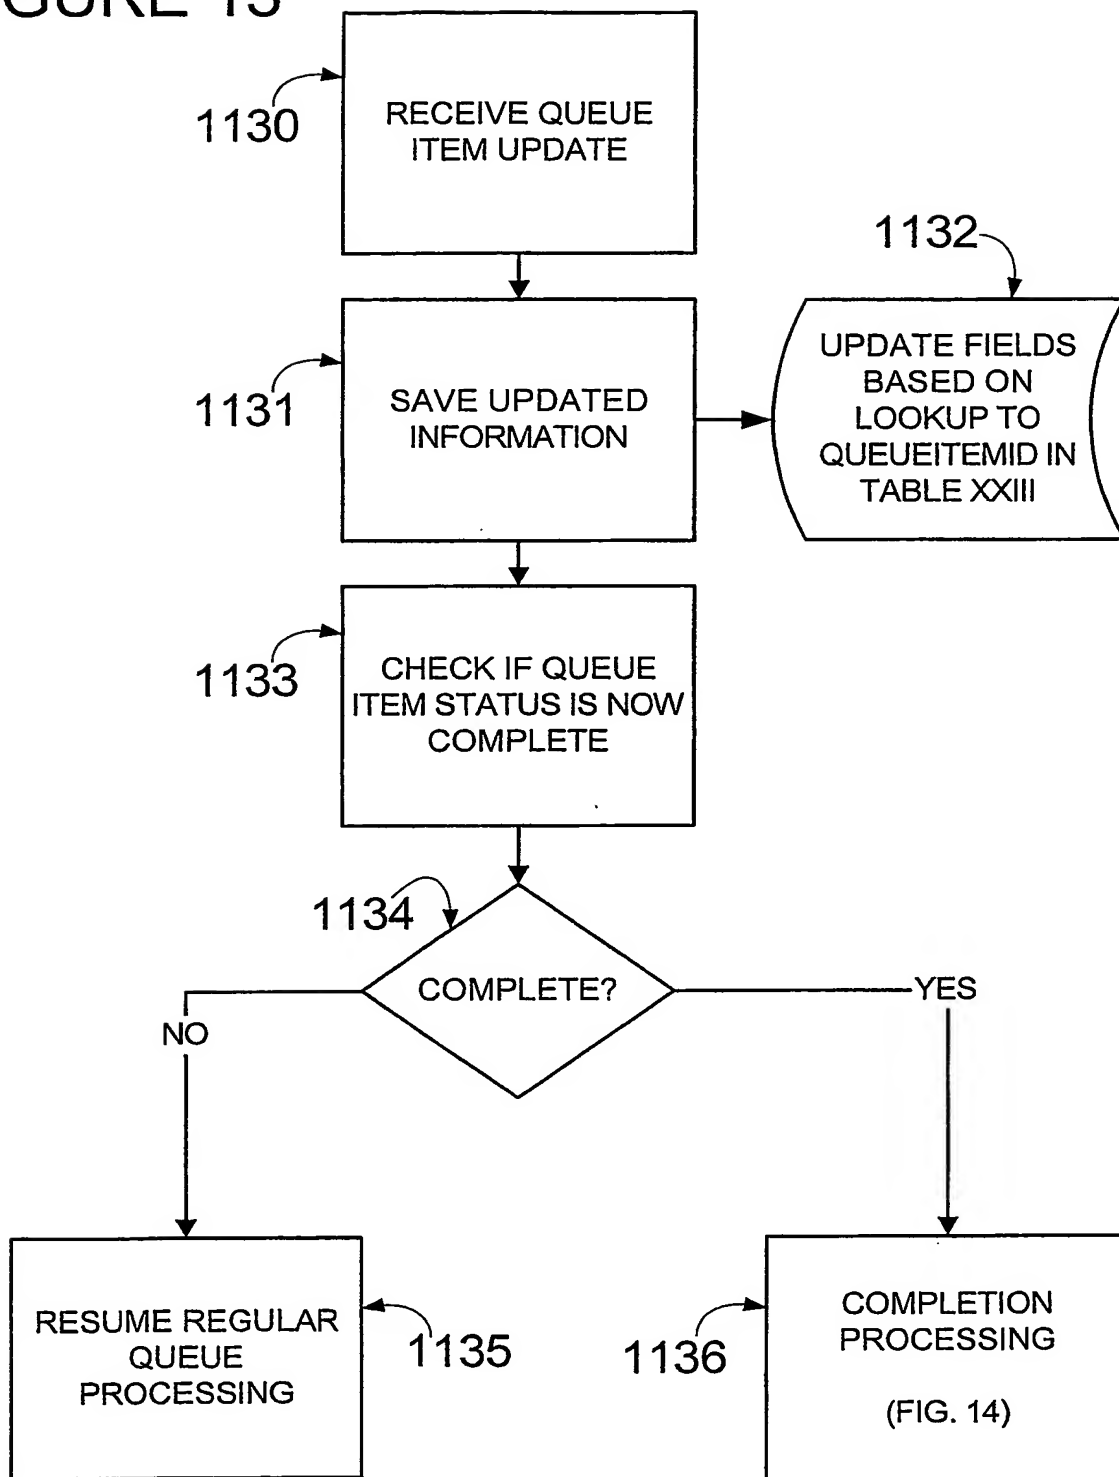 GURE 13
1130
RECEIVE QUEUE
ITEM UPDATE
1132
1131
SAVE UPDATED
INFORMATION
UPDATE FIELDS
BASED ON
LOOKUP TO
QUEUEITEMID IN
TABLE XXIII
1133
CHECK IF QUEUE
ITEM STATUS IS NOW
COMPLETE
1134
COMPLETE?
NO
YES
RESUME REGULAR
QUEUE
PROCESSING
1135
1136
COMPLETION
PROCESSING
(FIG. 14)